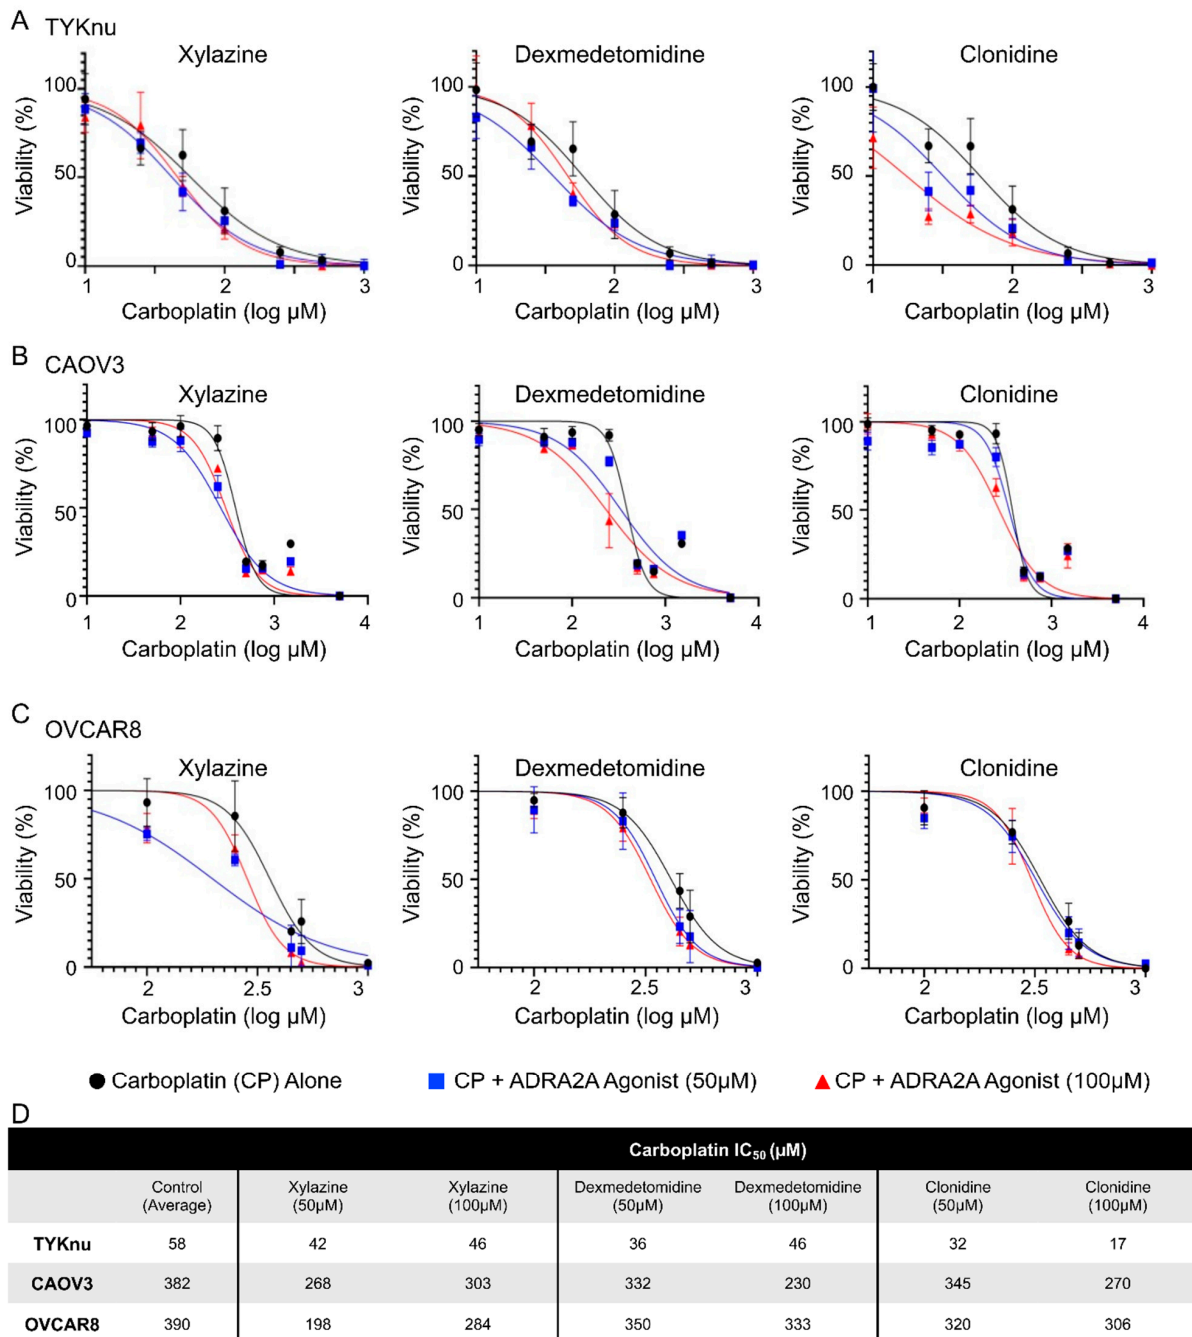 A TYKnu
Xylazine Dexmedetomidine Clonidine
Viability (%) 100 50 0 Viability (%) 100 50 0 Viability (%) 100 50 0
1 2 3 1 2 3 1 2 3
Carboplatin (log µM) Carboplatin (log µM) Carboplatin (log µM)
B CAOV3
Xylazine Dexmedetomidine Clonidine
Viability (%) 100 50 0 Viability (%) 100 50 0 Viability (%) 100 50 0
1 2 3 4 1 2 3 4 1 2 3 4
Carboplatin (log µM) Carboplatin (log µM) Carboplatin (log µM)
C OVCAR8
Xylazine Dexmedetomidine Clonidine
Viability (%) 100 50 0 Viability (%) 100 50 0 Viability (%) 100 50 0
2 2.5 3 2 2.5 3 2 2.5 3
Carboplatin (log µM) Carboplatin (log µM) Carboplatin (log µM)
Carboplatin (CP) Alone CP + ADRA2A Agonist (50µM) CP + ADRA2A Agonist (100µM)
D
Carboplatin IC50 (µM)
Control (Average) Xylazine (50µM) Xylazine (100µM) Dexmedetomidine (50µM) Dexmedetomidine (100µM) Clonidine (50µM) Clonidine (100µM)
TYKnu 58 42 46 36 46 32 17
CAOV3 382 268 303 332 230 345 270
OVCAR8 390 198 284 350 333 320 306